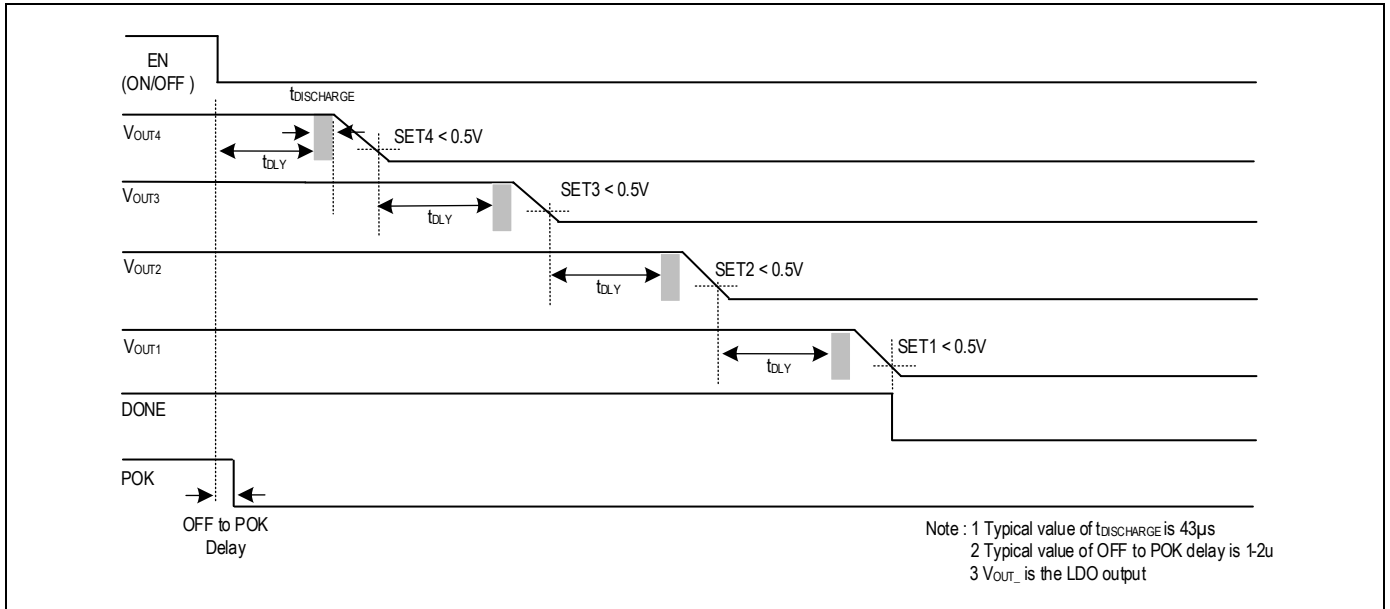 EN
(ON/OFF )
tDISCHARGE
VOUT4
SET4 < 0.5V
tDLY
VOUT3
SET3 < 0.5V
tDLY
VOUT2
SET2 < 0.5V
tDLY
VOUT1
SET1 < 0.5V
tDLY
DONE
POK
OFF to POK
Delay
Note : 1 Typical value of tDISCHARGE is 43µs
2 Typical value of OFF to POK delay is 1-2u
3 VOUT_ is the LDO output